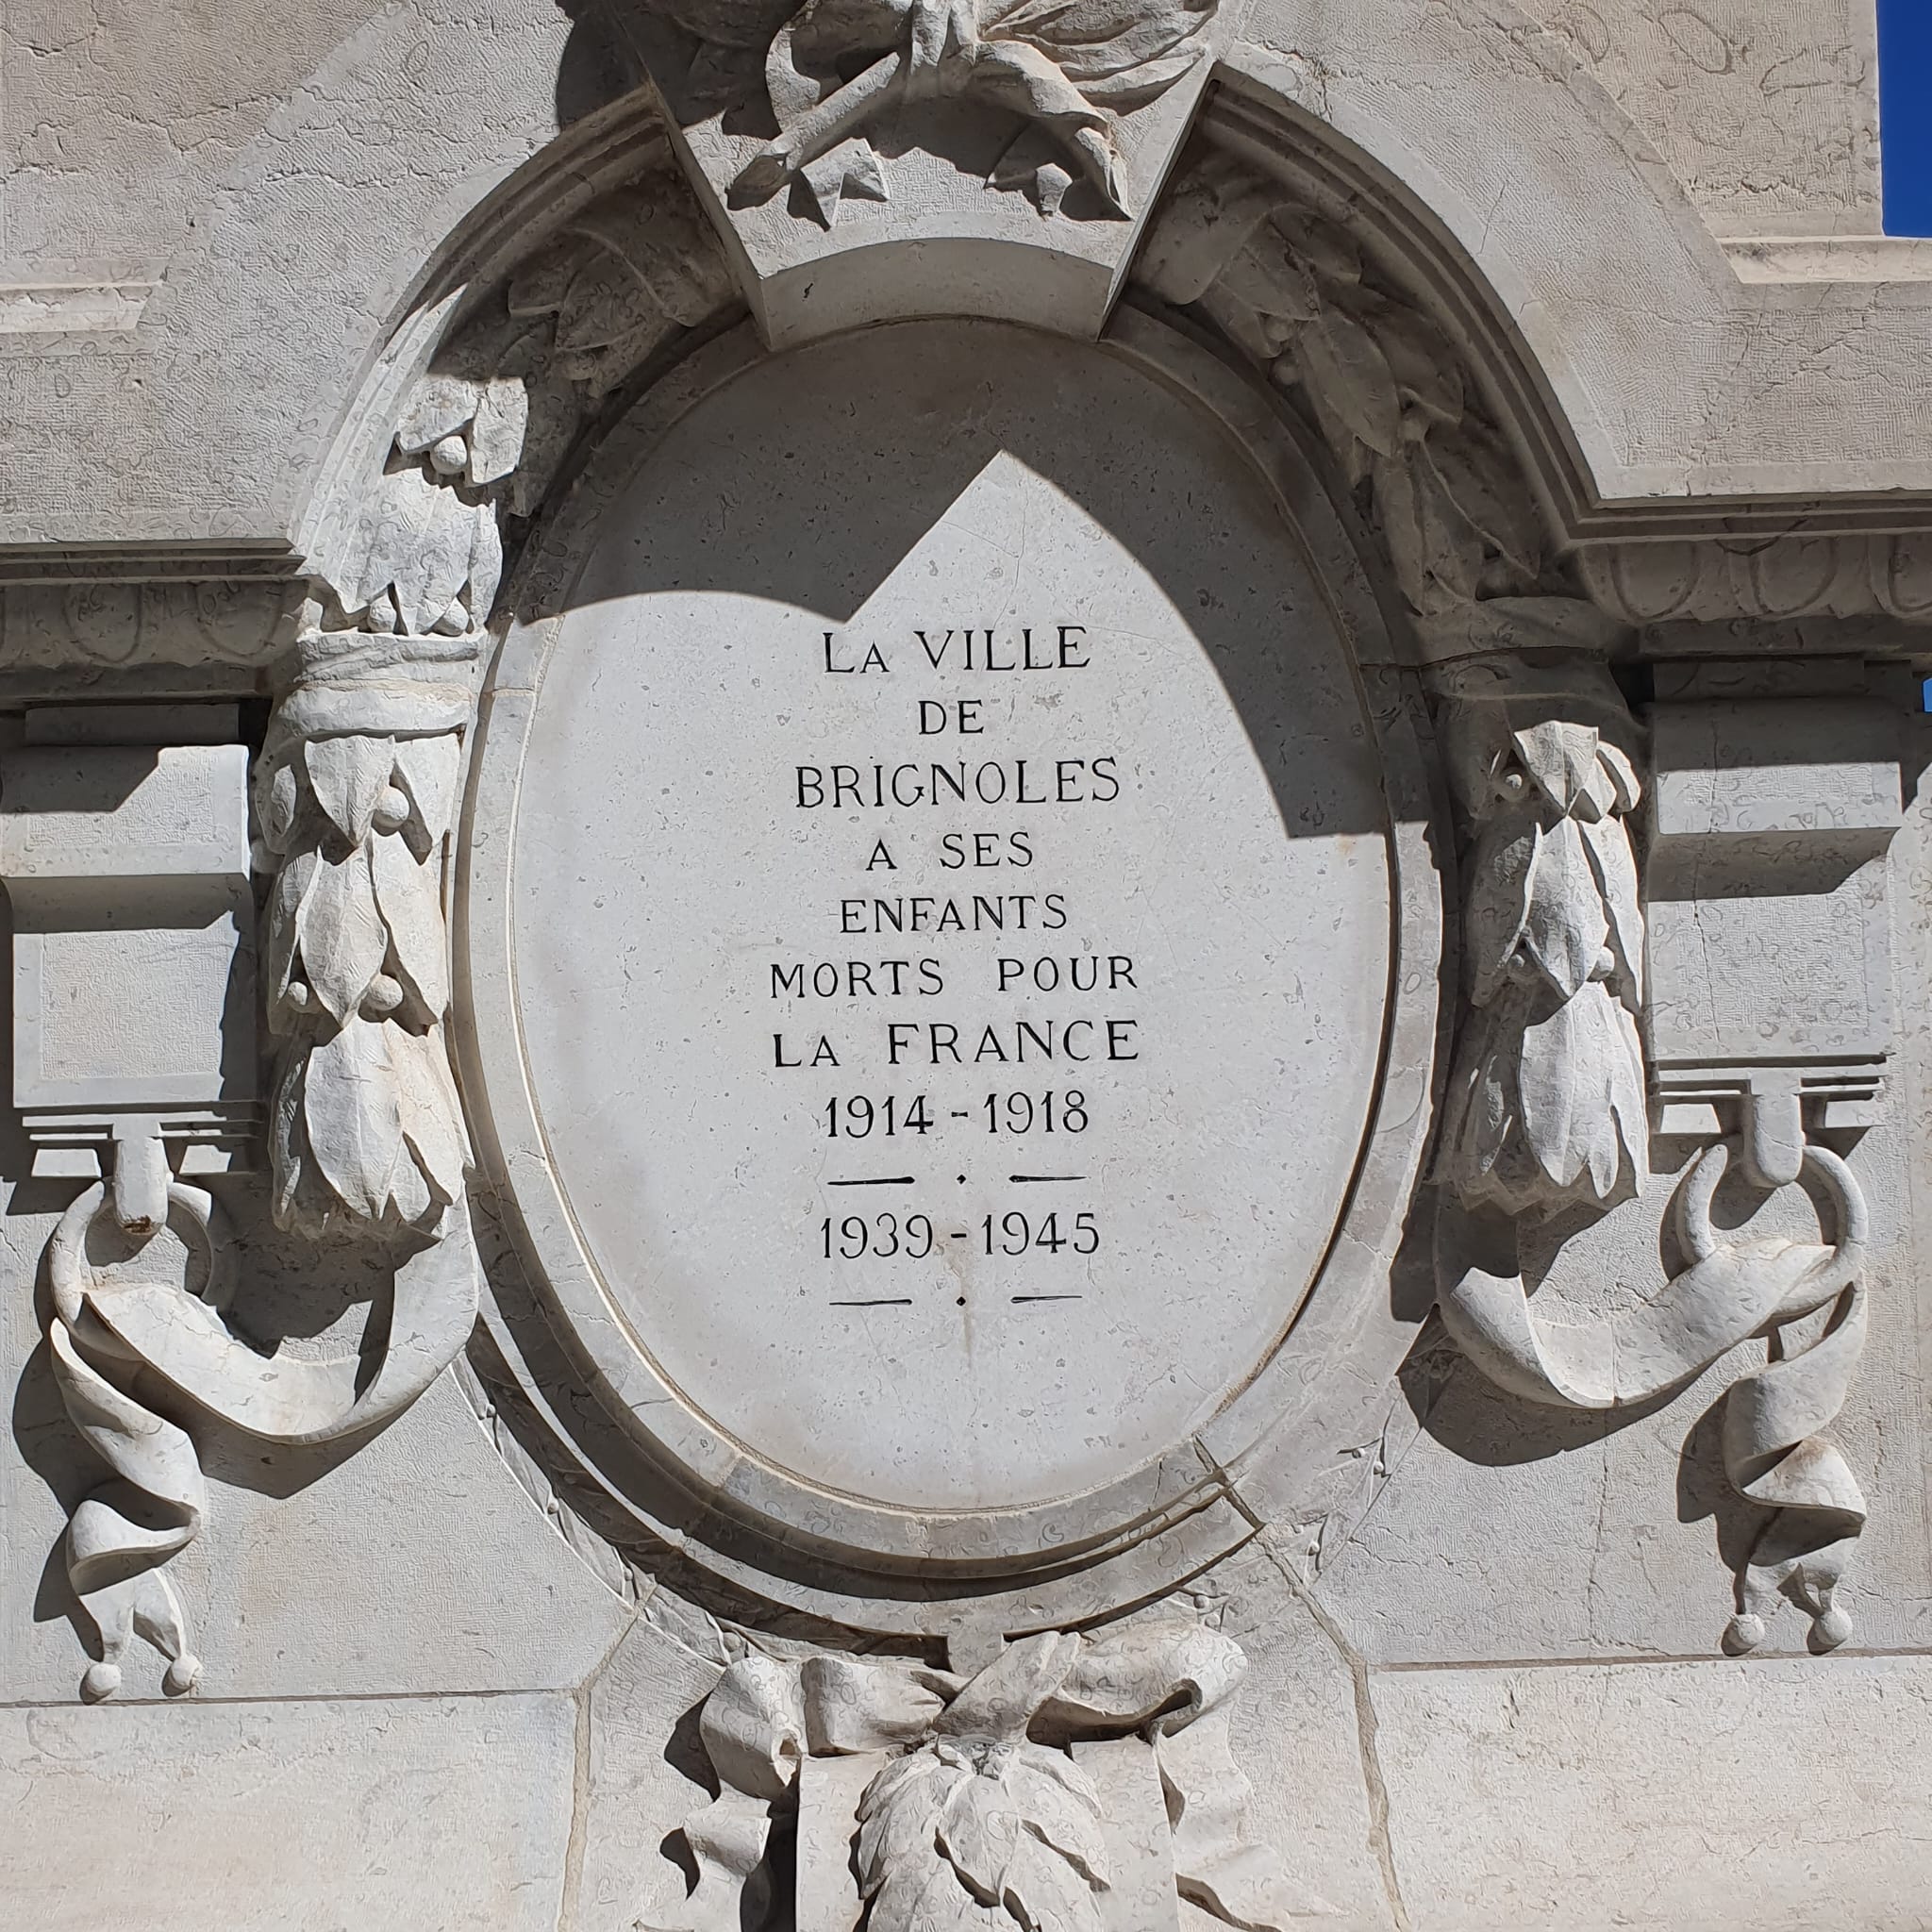 LA VILLE
DE
BRIGNOLES
A SES
ENFANTS
MORTS POUR
LA FRANCE
1914 - 1918
1939 - 1945